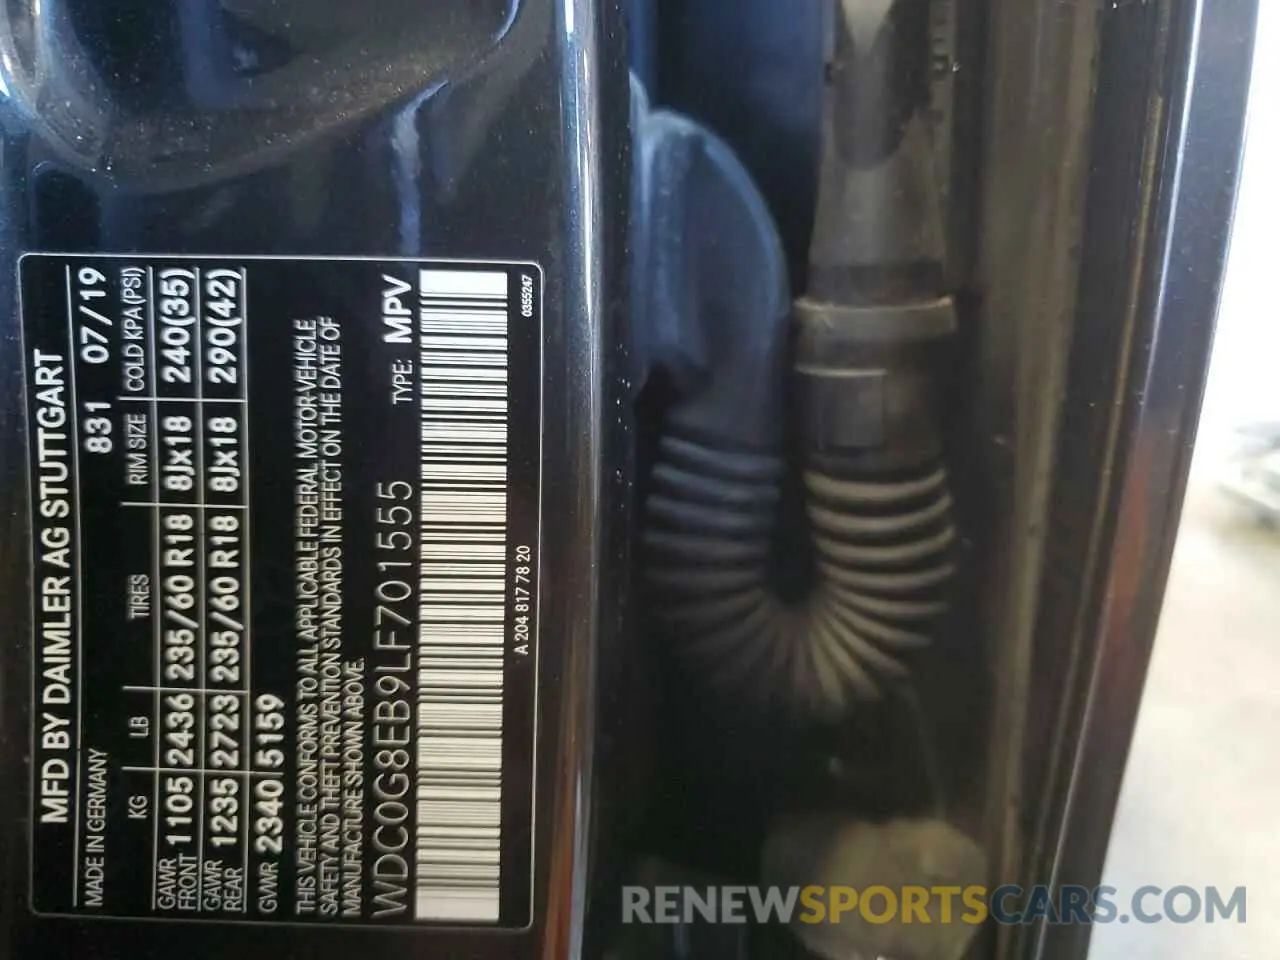 MFD BY DAIMLER AG STUTTGART
MADE IN GERMANY 831 07/19
KG LB TIRES RIM SIZE COLD KPA(PSI)
GAWR FRONT 1105 2436 235/60 R18 8Jx18 240(35)
GAWR REAR 1235 2723 235/60 R18 8Jx18 290(42)
GVWR 2340 5159
THIS VEHICLE CONFORMS TO ALL APPLICABLE FEDERAL MOTOR VEHICLE
SAFETY AND THEFT PREVENTION STANDARDS IN EFFECT ON THE DATE OF
MANUFACTURE SHOWN ABOVE.
WDC0G8EB9LF701555 TYPE: MPV
A 204 817 78 20 0355247
RENEWSPORTSCARS.COM